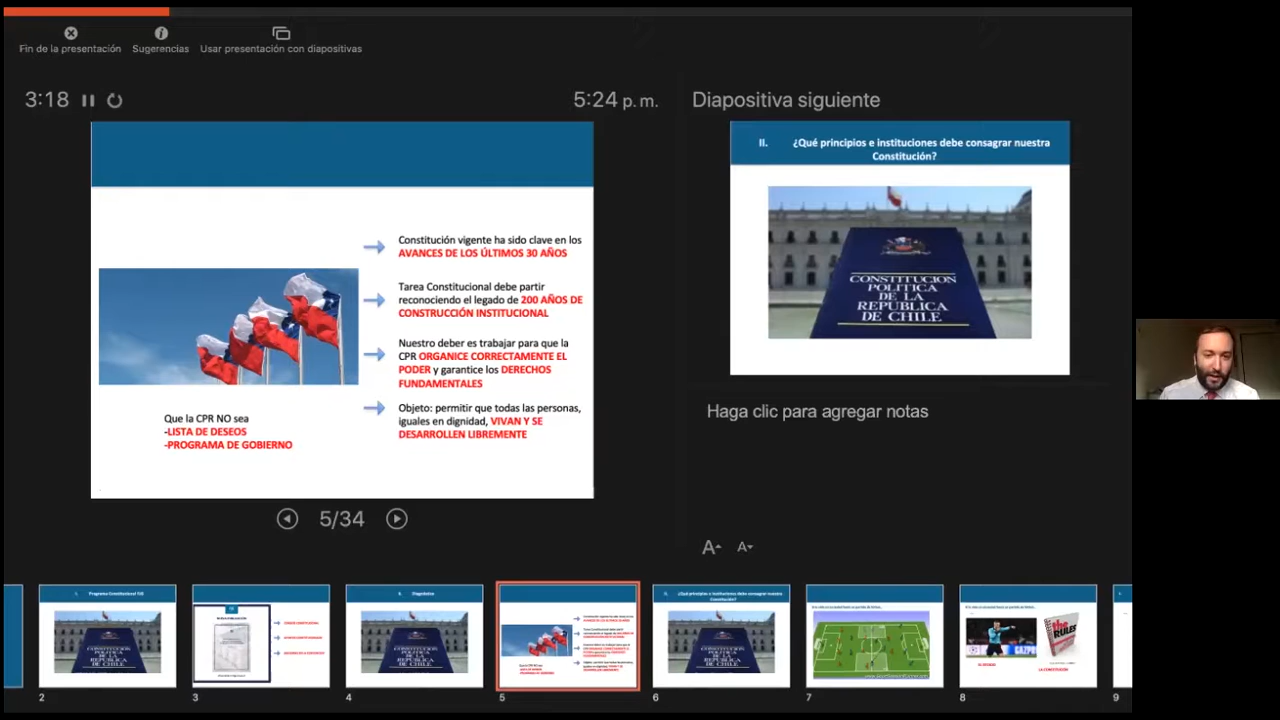 Fin de la presentación
Sugerencias
Usar presentación con diapositivas
3:18
5:24 p. m.
Diapositiva siguiente
Constitución vigente ha sido clave en los
AVANCES DE LOS ÚLTIMOS 30 AÑOS
Tarea Constitucional debe partir
reconociendo el legado de 200 AÑOS DE
CONSTRUCCIÓN INSTITUCIONAL
Nuestro deber es trabajar para que la
CPR ORGANICE CORRECTAMENTE EL
PODER y garantice los DERECHOS
FUNDAMENTALES
Objeto: permitir que todas las personas,
iguales en dignidad, VIVAN Y SE
DESARROLLEN LIBREMENTE
Que la CPR NO sea
-LISTA DE DESEOS
-PROGRAMA DE GOBIERNO
II. ¿Qué principios e instituciones debe consagrar nuestra
Constitución?
CONSTITUCION
POLITICA
DE LA
REPUBLICA
DE CHILE
Haga clic para agregar notas
5/34
A A
2
3
4
Diagnóstico
5
6
7
8
LA CONSTITUCIÓN
9